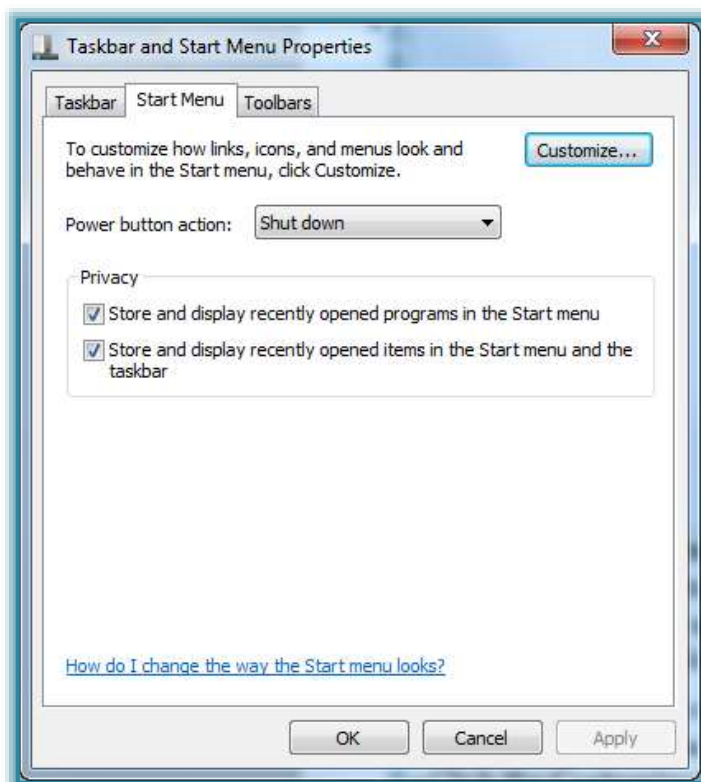 Taskbar and Start Menu Properties
Taskbar
Start Menu
Toolbars
To customize how links, icons, and menus look and
behave in the Start menu, click Customize.
Customize...
Power button action:
Shut down
Privacy
Store and display recently opened programs in the Start menu
Store and display recently opened items in the Start menu and the
taskbar
How do I change the way the Start menu looks?
OK
Cancel
Apply